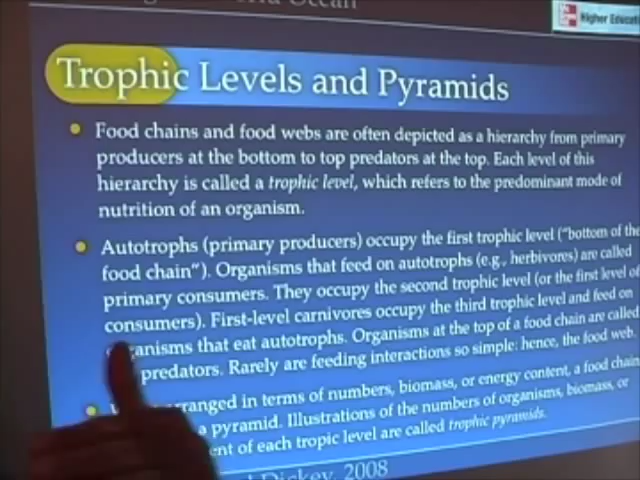 Ocean
Higher Educati
Trophic Levels and Pyramids
Food chains and food webs are often depicted as a hierarchy from primary
producers at the bottom to top predators at the top. Each level of this
hierarchy is called a trophic level, which refers to the predominant mode of
nutrition of an organism.
Autotrophs (primary producers) occupy the first trophic level ("bottom of the
food chain"). Organisms that feed on autotrophs (e.g., herbivores) are called
primary consumers. They occupy the second trophic level (or the first level of
consumers). First-level carnivores occupy the third trophic level and feed on
organisms that eat autotrophs. Organisms at the top of a food chain are called
predators. Rarely are feeding interactions so simple: hence, the food web.
arranged in terms of numbers, biomass, or energy content, a food chain
a pyramid. Illustrations of the numbers of organisms, biomass, or
nt of each tropic level are called trophic pyramids.
Dickey, 2008